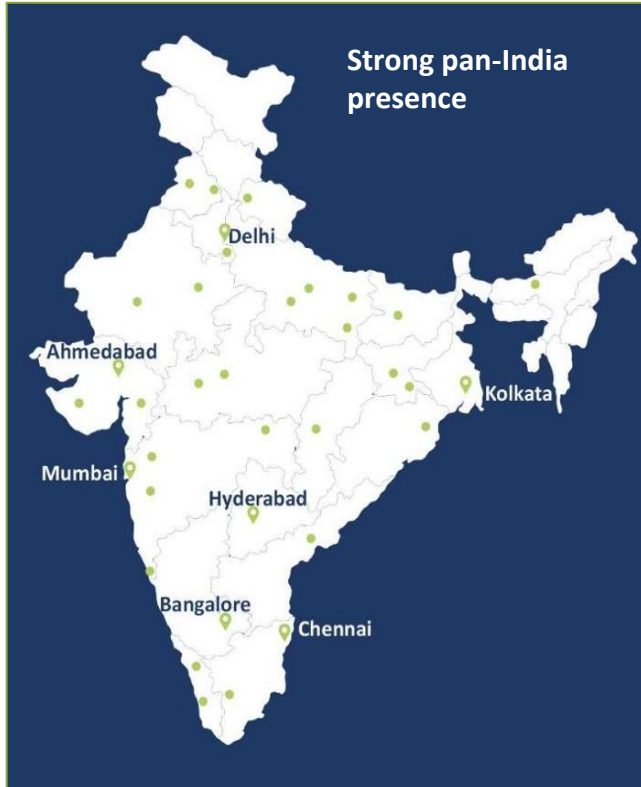 Strong pan-India
presence
Delhi
Ahmedabad
Kolkata
Mumbai
Hyderabad
Bangalore
Chennai